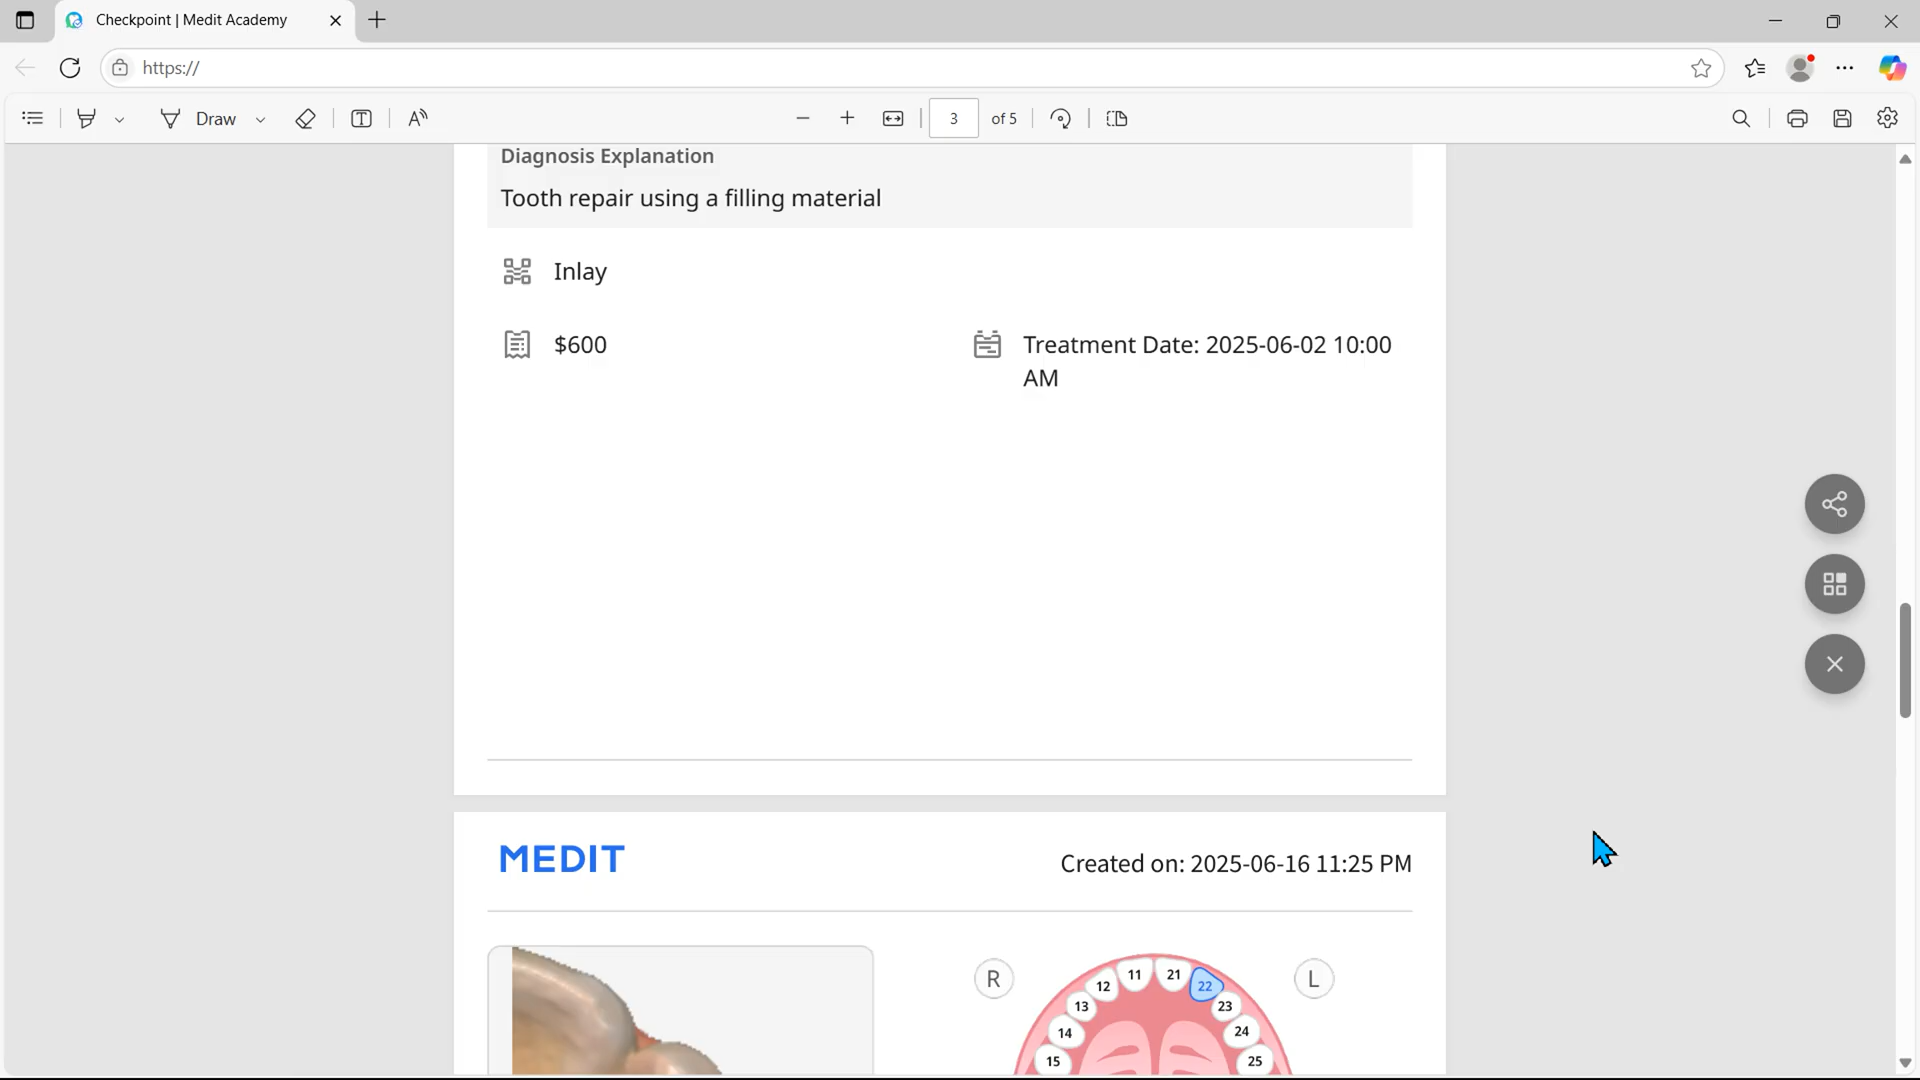 Checkpoint | Medit Academy
https://
Draw
3
of 5
Diagnosis Explanation
Tooth repair using a filling material
Inlay
$600
Treatment Date: 2025-06-02 10:00
AM
MEDIT
Created on: 2025-06-16 11:25 PM
R
L
11
21
12
22
13
23
14
24
15
25